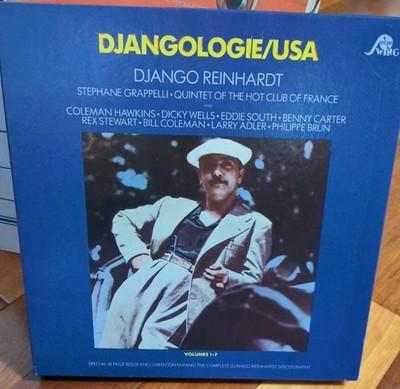 DJANGOLOGIE/USA
SWING
DJANGO REINHARDT
STEPHANE GRAPPELLI • QUINTET OF THE HOT CLUB OF FRANCE
and
COLEMAN HAWKINS • DICKY WELLS • EDDIE SOUTH • BENNY CARTER
REX STEWART • BILL COLEMAN • LARRY ADLER • PHILIPPE BRUN
VOLUMES 1-7
SPECIAL 48 PAGE BOOK ENCLOSED CONTAINING THE COMPLETE DJANGO REINHARDT DISCOGRAPHY